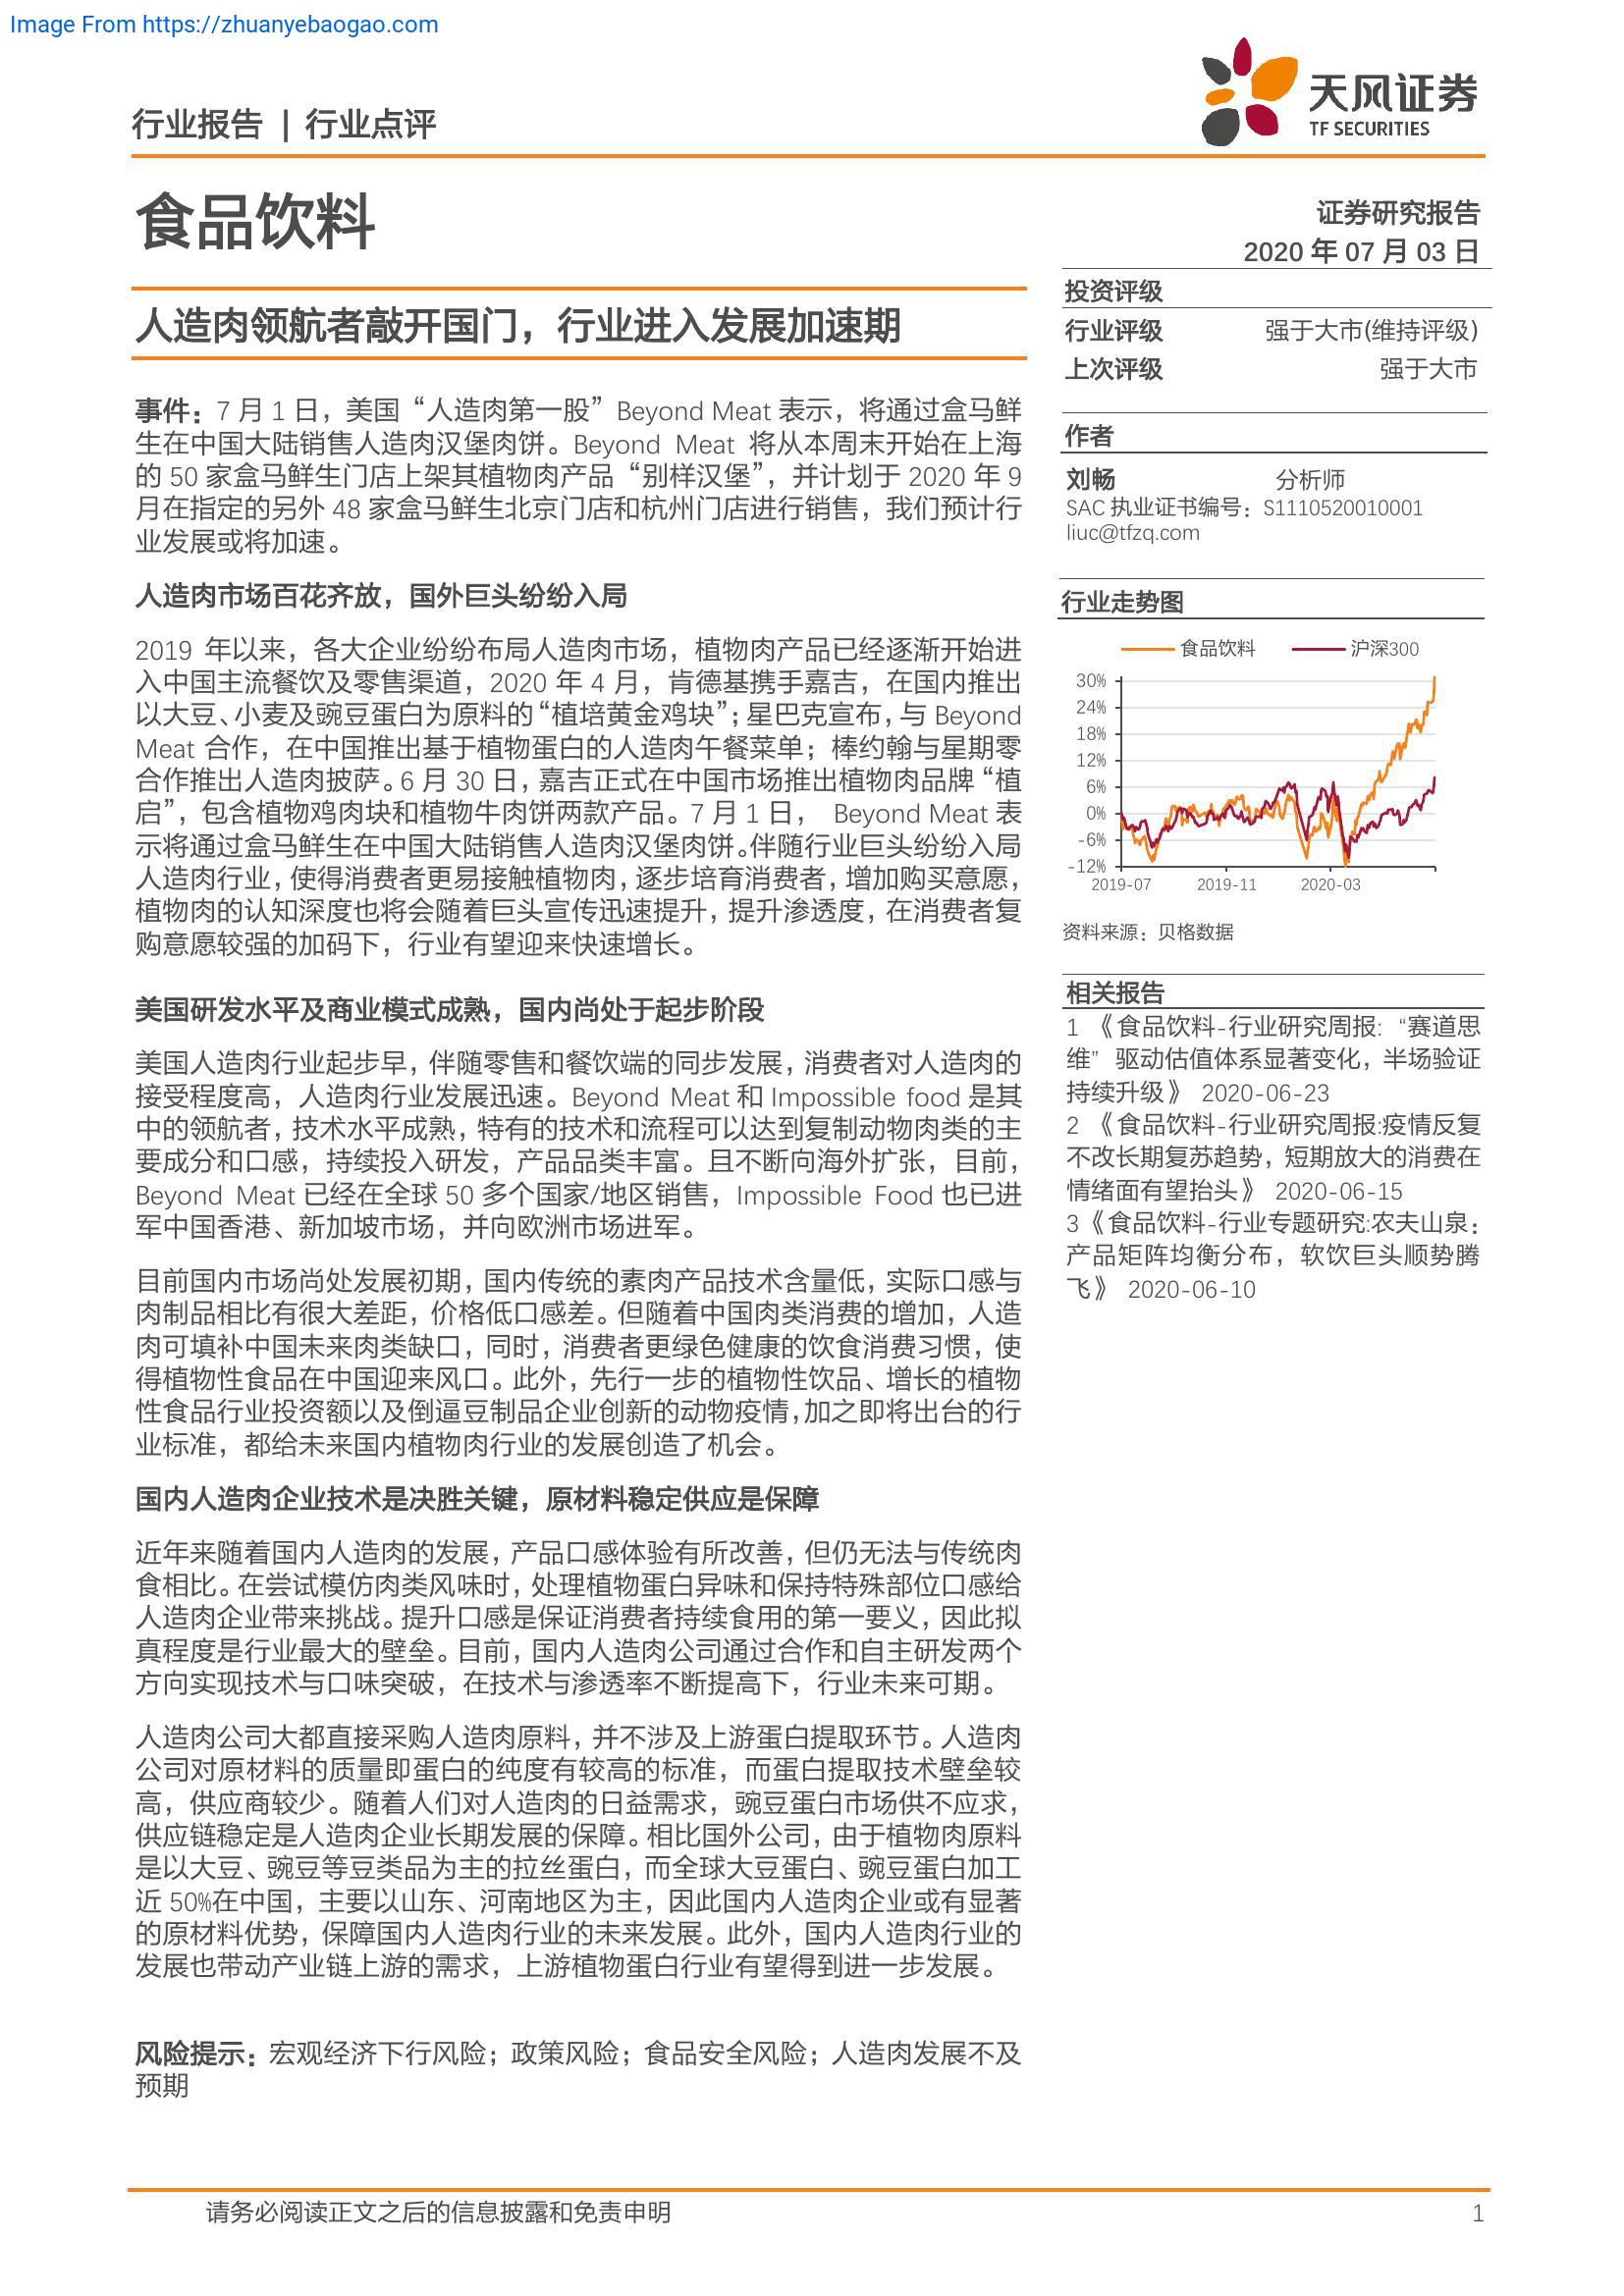 Image From https://zhuanyebaogao.com
行业报告 | 行业点评
天风证券
TF SECURITIES
食品饮料
证券研究报告
2020 年 07 月 03 日
人造肉领航者敲开国门，行业进入发展加速期
事件：7 月 1 日，美国“人造肉第一股”Beyond Meat 表示，将通过盒马鲜
生在中国大陆销售人造肉汉堡肉饼。Beyond Meat 将从本周末开始在上海
的 50 家盒马鲜生门店上架其植物肉产品“别样汉堡”，并计划于 2020 年 9
月在指定的另外 48 家盒马鲜生北京门店和杭州门店进行销售，我们预计行
业发展或将加速。
人造肉市场百花齐放，国外巨头纷纷入局
2019 年以来，各大企业纷纷布局人造肉市场，植物肉产品已经逐渐开始进
入中国主流餐饮及零售渠道，2020 年 4 月，肯德基携手嘉吉，在国内推出
以大豆、小麦及豌豆蛋白为原料的“植培黄金鸡块”；星巴克宣布，与 Beyond
Meat 合作，在中国推出基于植物蛋白的人造肉午餐菜单；棒约翰与星期零
合作推出人造肉披萨。6 月 30 日，嘉吉正式在中国市场推出植物肉品牌“植
启”，包含植物鸡肉块和植物牛肉饼两款产品。7 月 1 日， Beyond Meat 表
示将通过盒马鲜生在中国大陆销售人造肉汉堡肉饼。伴随行业巨头纷纷入局
人造肉行业，使得消费者更易接触植物肉，逐步培育消费者，增加购买意愿，
植物肉的认知深度也将会随着巨头宣传迅速提升，提升渗透度，在消费者复
购意愿较强的加码下，行业有望迎来快速增长。
美国研发水平及商业模式成熟，国内尚处于起步阶段
美国人造肉行业起步早，伴随零售和餐饮端的同步发展，消费者对人造肉的
接受程度高，人造肉行业发展迅速。Beyond Meat 和 Impossible food 是其
中的领航者，技术水平成熟，特有的技术和流程可以达到复制动物肉类的主
要成分和口感，持续投入研发，产品品类丰富。且不断向海外扩张，目前，
Beyond Meat 已经在全球 50 多个国家/地区销售，Impossible Food 也已进
军中国香港、新加坡市场，并向欧洲市场进军。
目前国内市场尚处发展初期，国内传统的素肉产品技术含量低，实际口感与
肉制品相比有很大差距，价格低口感差。但随着中国肉类消费的增加，人造
肉可填补中国未来肉类缺口，同时，消费者更绿色健康的饮食消费习惯，使
得植物性食品在中国迎来风口。此外，先行一步的植物性饮品、增长的植物
性食品行业投资额以及倒逼豆制品企业创新的动物疫情，加之即将出台的行
业标准，都给未来国内植物肉行业的发展创造了机会。
国内人造肉企业技术是决胜关键，原材料稳定供应是保障
近年来随着国内人造肉的发展，产品口感体验有所改善，但仍无法与传统肉
食相比。在尝试模仿肉类风味时，处理植物蛋白异味和保持特殊部位口感给
人造肉企业带来挑战。提升口感是保证消费者持续食用的第一要义，因此拟
真程度是行业最大的壁垒。目前，国内人造肉公司通过合作和自主研发两个
方向实现技术与口味突破，在技术与渗透率不断提高下，行业未来可期。
人造肉公司大都直接采购人造肉原料，并不涉及上游蛋白提取环节。人造肉
公司对原材料的质量即蛋白的纯度有较高的标准，而蛋白提取技术壁垒较
高，供应商较少。随着人们对人造肉的日益需求，豌豆蛋白市场供不应求，
供应链稳定是人造肉企业长期发展的保障。相比国外公司，由于植物肉原料
是以大豆、豌豆等豆类品为主的拉丝蛋白，而全球大豆蛋白、豌豆蛋白加工
近 50%在中国，主要以山东、河南地区为主，因此国内人造肉企业或有显著
的原材料优势，保障国内人造肉行业的未来发展。此外，国内人造肉行业的
发展也带动产业链上游的需求，上游植物蛋白行业有望得到进一步发展。
风险提示：宏观经济下行风险；政策风险；食品安全风险；人造肉发展不及
预期
投资评级
行业评级 强于大市(维持评级)
上次评级 强于大市
作者
刘畅 分析师
SAC 执业证书编号：S1110520010001
liuc@tfzq.com
行业走势图
食品饮料 沪深300
30%
24%
18%
12%
6%
0%
-6%
-12%
2019-07 2019-11 2020-03
资料来源：贝格数据
相关报告
1 《食品饮料-行业研究周报: “赛道思
维” 驱动估值体系显著变化，半场验证
持续升级》 2020-06-23
2 《食品饮料-行业研究周报:疫情反复
不改长期复苏趋势，短期放大的消费在
情绪面有望抬头》 2020-06-15
3《食品饮料-行业专题研究:农夫山泉：
产品矩阵均衡分布，软饮巨头顺势腾
飞》 2020-06-10
请务必阅读正文之后的信息披露和免责申明 1